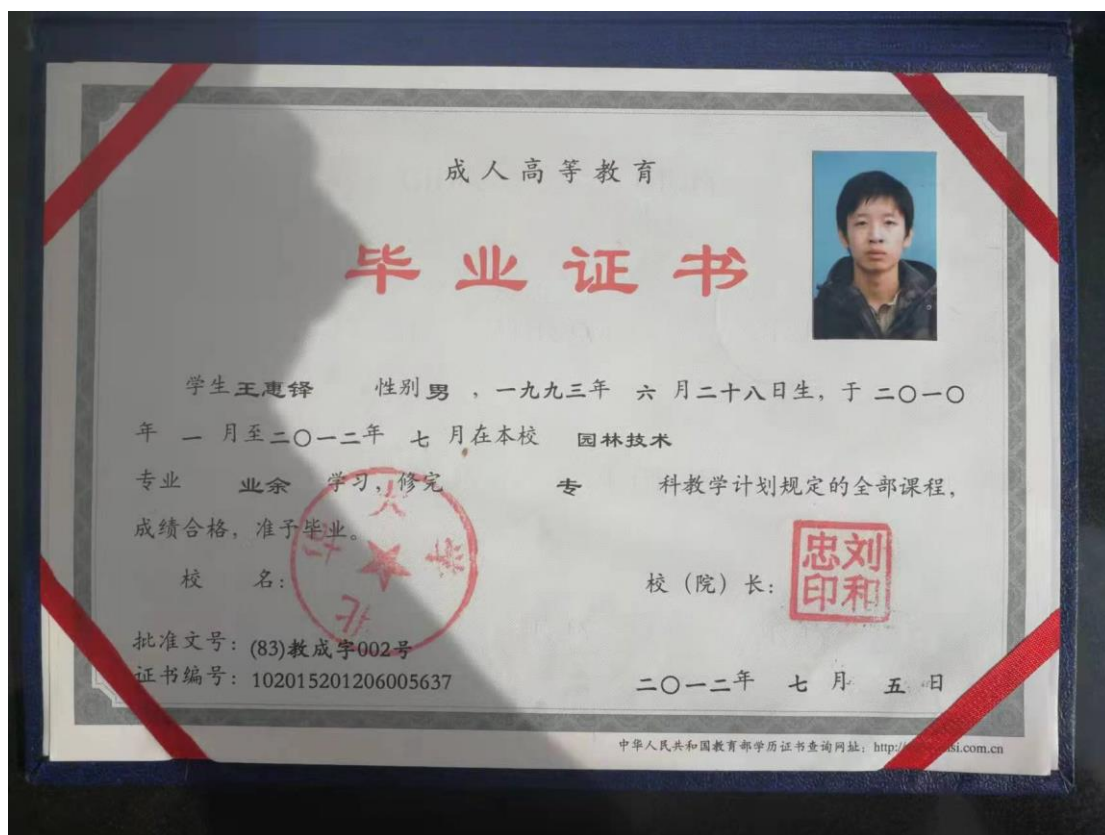 成人高等教育
毕业证书
学生王惠铎 性别男，一九九三年 六 月二十八日生，于 二〇一〇
年 一 月至二〇一二年 七 月在本校 园林技术
专业 业余 学习，修完 专 科教学计划规定的全部课程，
成绩合格，准予毕业。
北华大学
校 名：
校（院）长：
刘和忠印
批准文号：(83)教成字002号
证书编号：102015201206005637
二〇一二年 七 月 五 日
中华人民共和国教育部学历证书查询网址：http:// si.com.cn